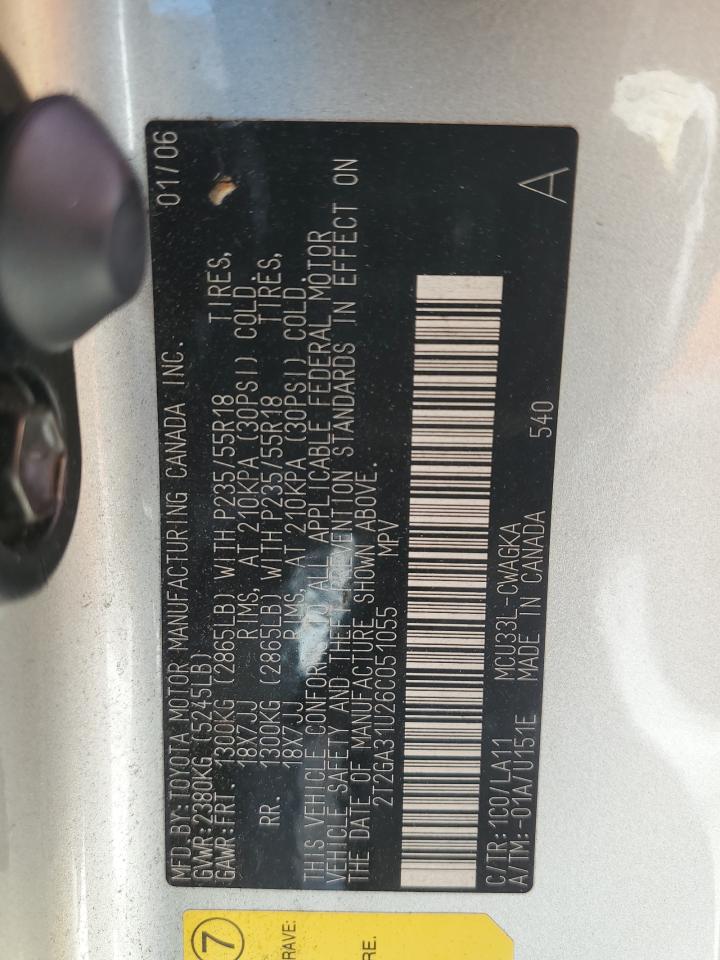 MFD.BY:TOYOTA MOTOR MANUFACTURING CANADA INC. 01/06
GVWR:2380KG (5245LB)
GAWR:FRT. 1300KG (2865LB) WITH P235/55R18 TIRES,
18X7JJ RIMS, AT 210KPA (30PSI) COLD.
RR. 1300KG (2865LB) WITH P235/55R18 TIRES,
18X7JJ RIMS, AT 210KPA (30PSI) COLD.
THIS VEHICLE CONFORMS TO ALL APPLICABLE FEDERAL MOTOR
VEHICLE SAFETY AND THEFT PREVENTION STANDARDS IN EFFECT ON
THE DATE OF MANUFACTURE SHOWN ABOVE.
2T2GA31U26C051055 MPV
A
C/TR:1C0/LA11 MCU33L-CWAGKA 540
A/TM:-01A/U151E MADE IN CANADA
7
RAVE:
RE.